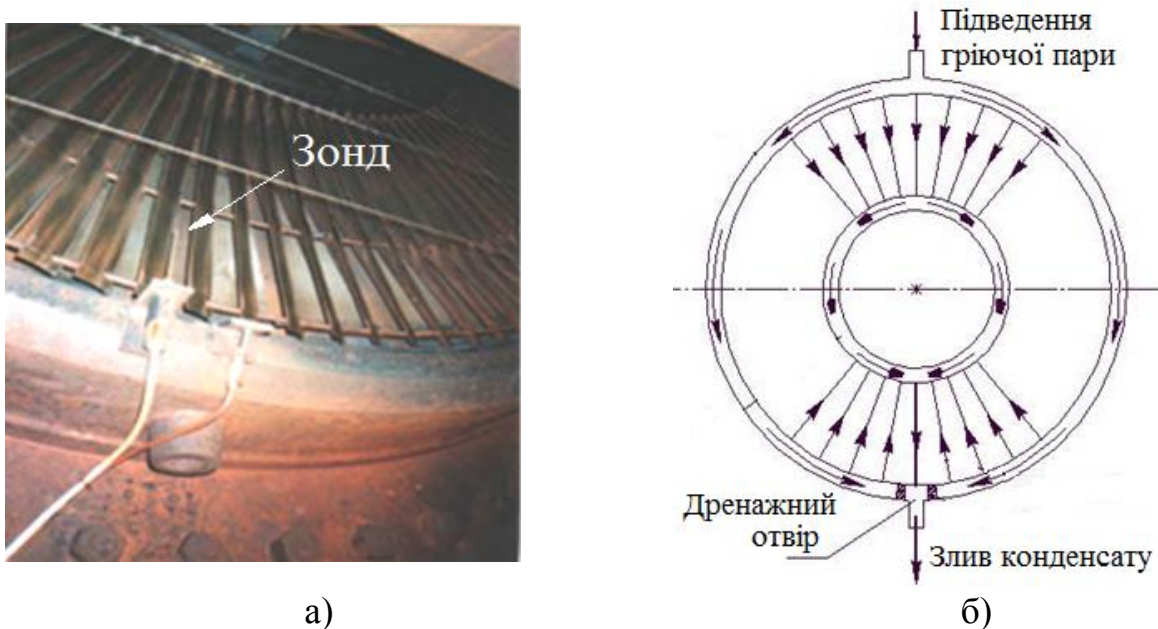 Зонд
Підведення
гріючої пари
Дренажний
отвір
Злив конденсату
а)
б)